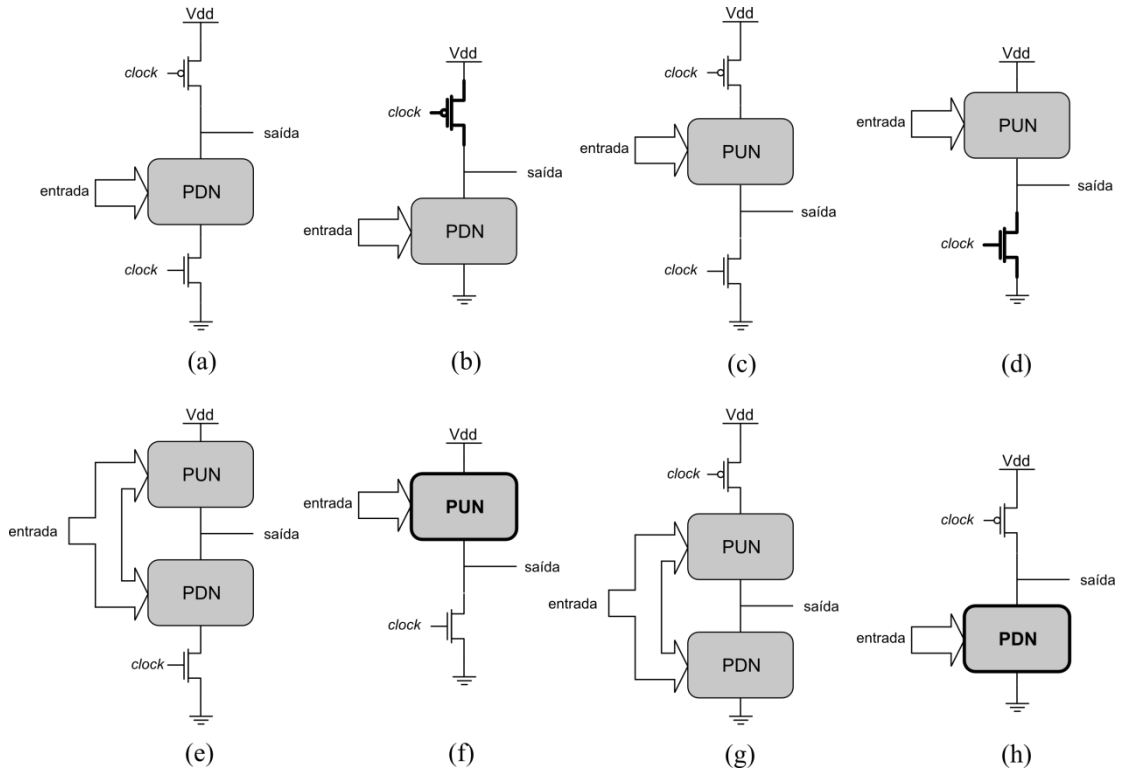 Vdd
clock
saída
entrada
PDN
clock
(a)
Vdd
clock
saída
entrada
PDN
(b)
Vdd
clock
entrada
PUN
saída
clock
(c)
Vdd
entrada
PUN
saída
clock
(d)
Vdd
PUN
entrada
saída
PDN
clock
(e)
Vdd
entrada
PUN
saída
clock
(f)
Vdd
clock
PUN
entrada
saída
PDN
(g)
Vdd
clock
saída
entrada
PDN
(h)